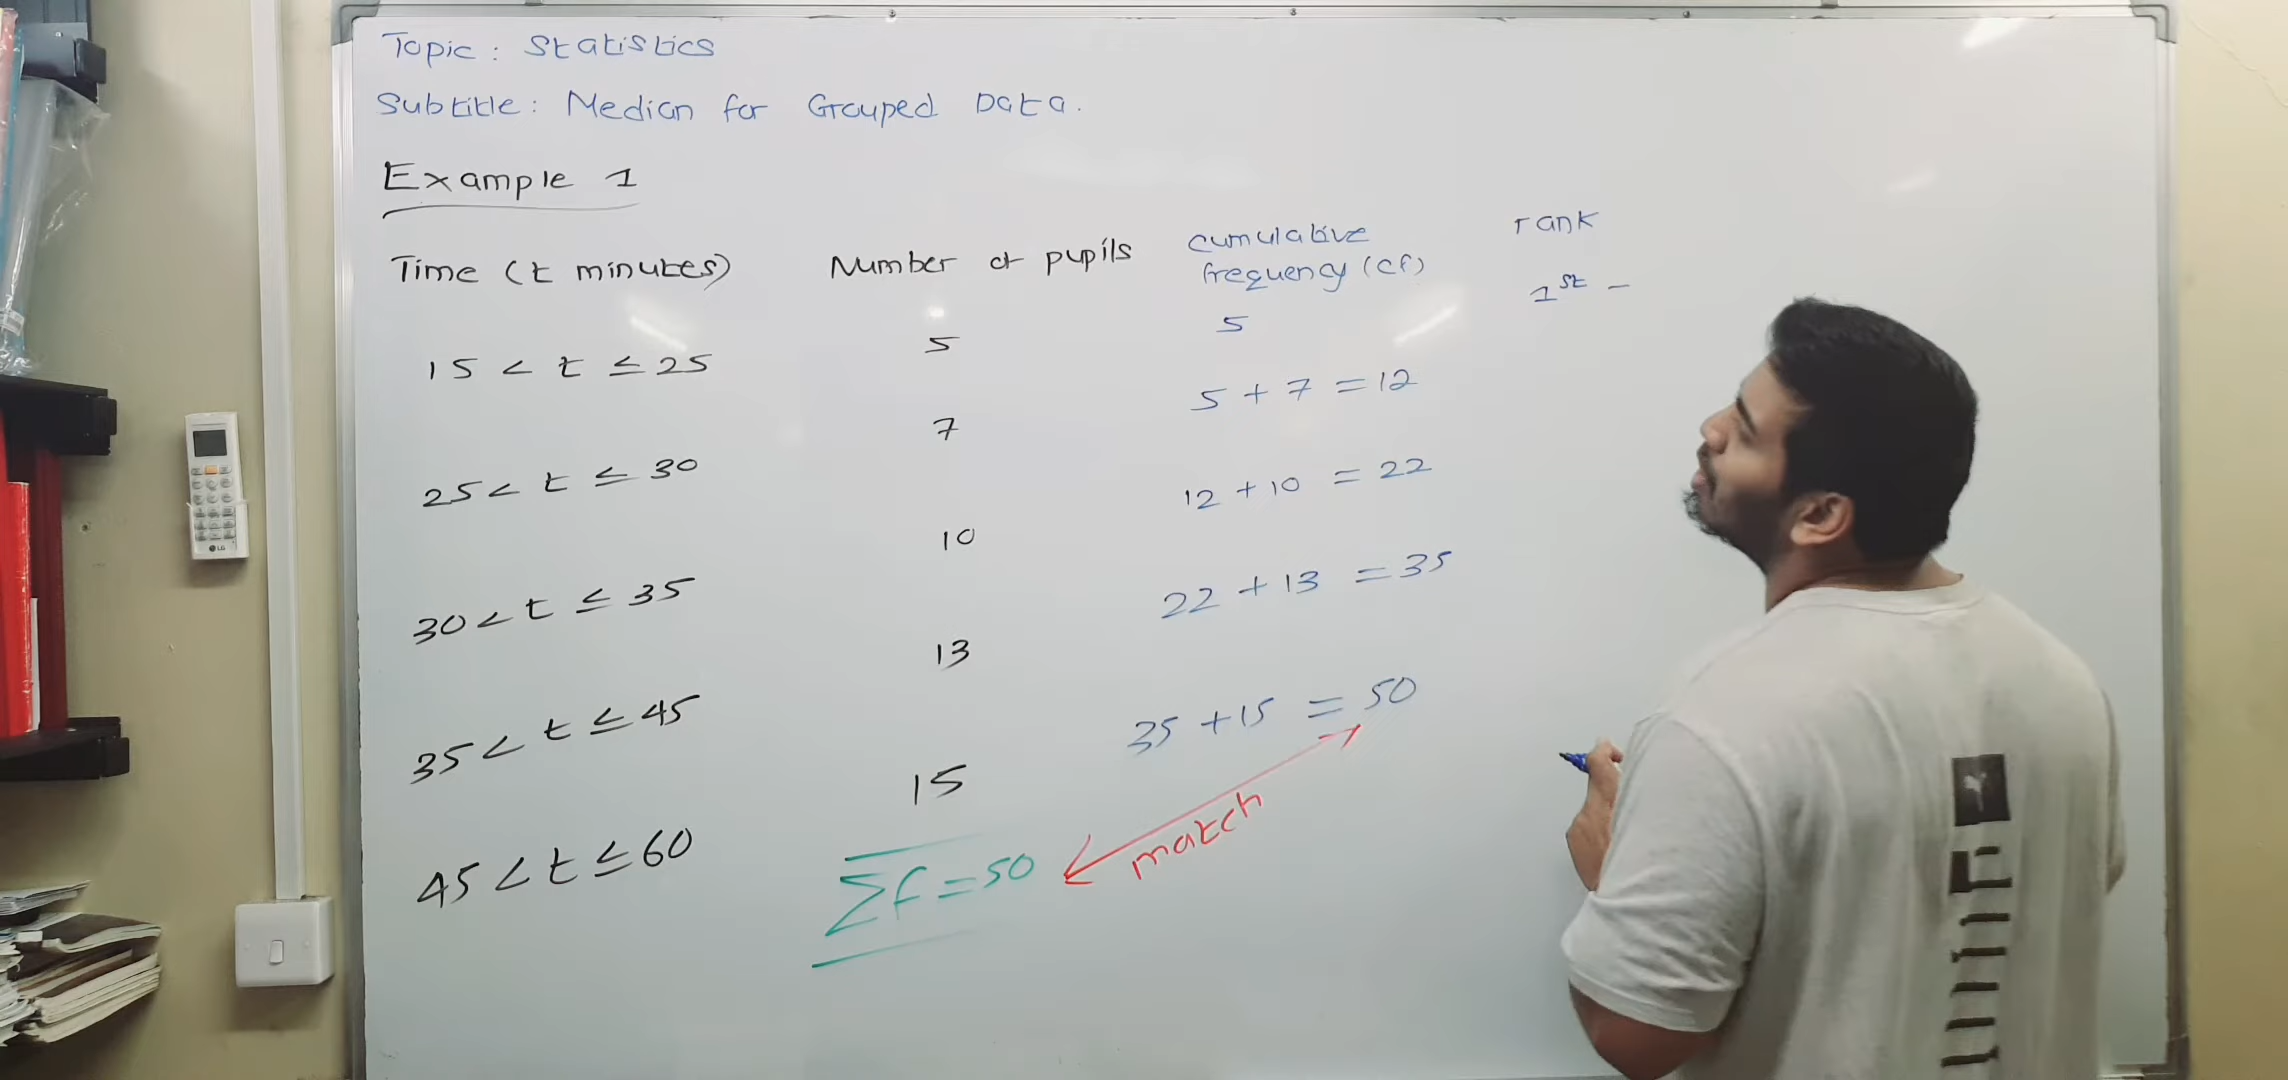 Topic : Statistics
Subtitle : Median for Grouped Data.
Example 1
Time (t minutes) Number of pupils cumulative frequency (cf) rank
15 < t ≤ 25 5 5 1st -
25 < t ≤ 30 7 5 + 7 = 12
30 < t ≤ 35 10 12 + 10 = 22
35 < t ≤ 45 13 22 + 13 = 35
45 < t ≤ 60 15 35 + 15 = 50
∑f = 50 match
LG